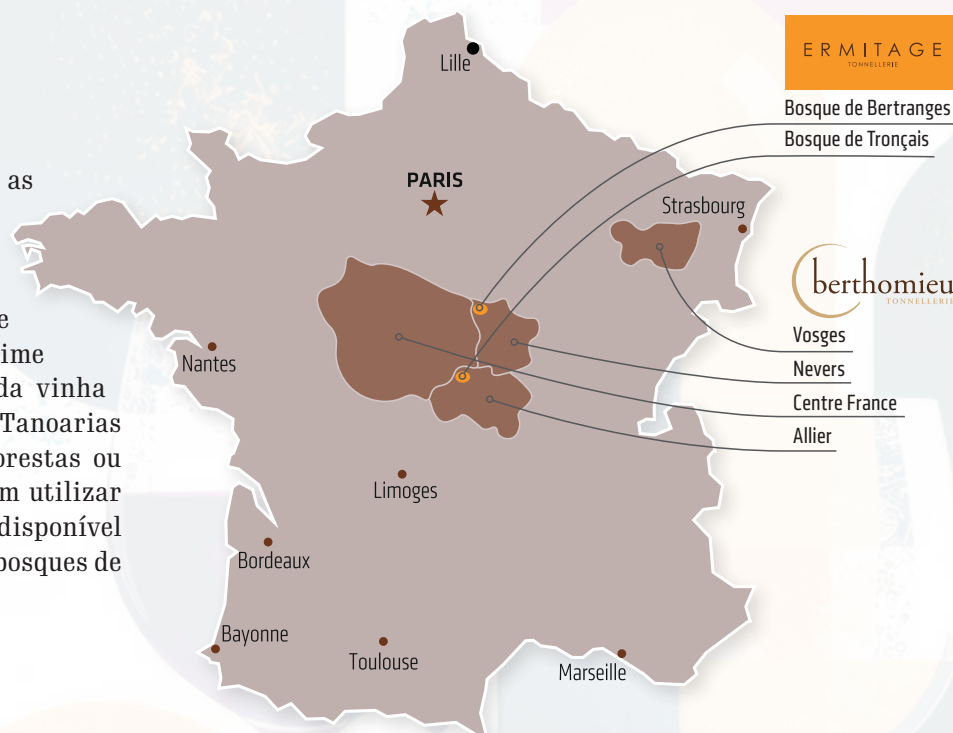 as
e
ime
da vinha
Tanoarias
orestas ou
m utilizar
disponível
bosques de
Lille
PARIS
Strasbourg
Nantes
Limoges
Bordeaux
Bayonne
Toulouse
Marseille
ERMITAGE
TONNELLERIE
Bosque de Bertranges
Bosque de Tronçais
berthomieu
TONNELLERIE
Vosges
Nevers
Centre France
Allier